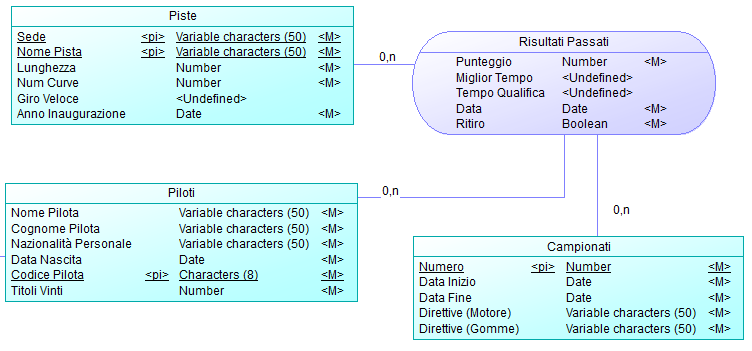 Piste
Sede <pi> Variable characters (50) <M>
Nome Pista <pi> Variable characters (50) <M>
Lunghezza Number <M>
Num Curve Number <M>
Giro Veloce <Undefined>
Anno Inaugurazione Date <M>
0,n
Risultati Passati
Punteggio Number <M>
Miglior Tempo <Undefined>
Tempo Qualifica <Undefined>
Data Date <M>
Ritiro Boolean <M>
Piloti
Nome Pilota Variable characters (50) <M>
Cognome Pilota Variable characters (50) <M>
Nazionalità Personale Variable characters (50) <M>
Data Nascita Date <M>
Codice Pilota <pi> Characters (8) <M>
Titoli Vinti Number <M>
0,n
0,n
Campionati
Numero <pi> Number <M>
Data Inizio Date <M>
Data Fine Date <M>
Direttive (Motore) Variable characters (50) <M>
Direttive (Gomme) Variable characters (50) <M>